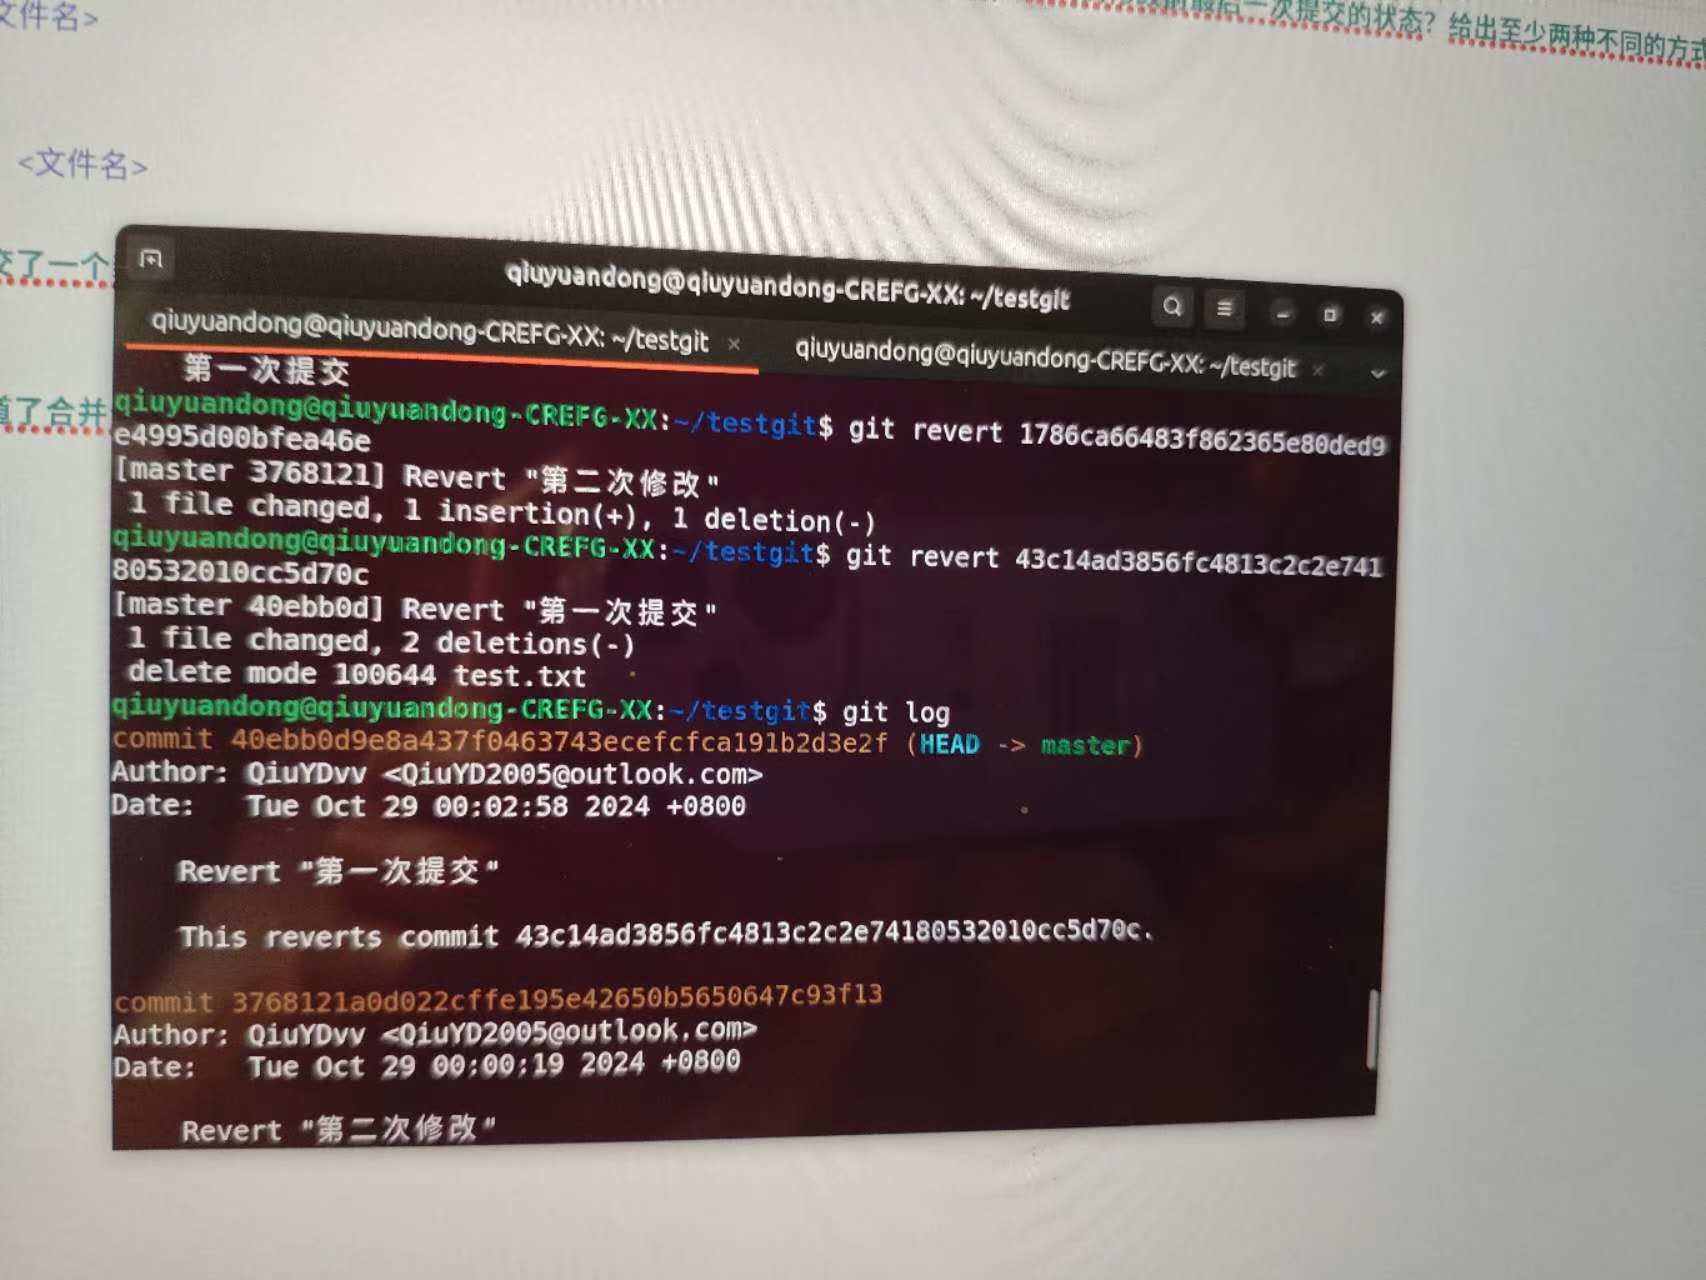 文件名>
最后一次提交的状态？给出至少两种不同的方式
<文件名>
交了一个
qiuyuandong@qiuyuandong-CREFG-XX: ~/testgit
qiuyuandong@qiuyuandong-CREFG-XX: ~/testgit
qiuyuandong@qiuyuandong-CREFG-XX: ~/testgit
道了合并
第一次提交
qiuyuandong@qiuyuandong-CREFG-XX:~/testgit$ git revert 1786ca66483f862365e80ded9
e4995d00bfea46e
[master 3768121] Revert "第二次修改"
1 file changed, 1 insertion(+), 1 deletion(-)
qiuyuandong@qiuyuandong-CREFG-XX:~/testgit$ git revert 43c14ad3856fc4813c2c2e741
80532010cc5d70c
[master 40ebb0d] Revert "第一次提交"
1 file changed, 2 deletions(-)
delete mode 100644 test.txt
qiuyuandong@qiuyuandong-CREFG-XX:~/testgit$ git log
commit 40ebb0d9e8a437f0463743ecefcfca191b2d3e2f (HEAD -> master)
Author: QiuYDvv <QiuYD2005@outlook.com>
Date: Tue Oct 29 00:02:58 2024 +0800
Revert "第一次提交"
This reverts commit 43c14ad3856fc4813c2c2e74180532010cc5d70c.
commit 3768121a0d022cffe195e42650b5650647c93f13
Author: QiuYDvv <QiuYD2005@outlook.com>
Date: Tue Oct 29 00:00:19 2024 +0800
Revert "第二次修改"